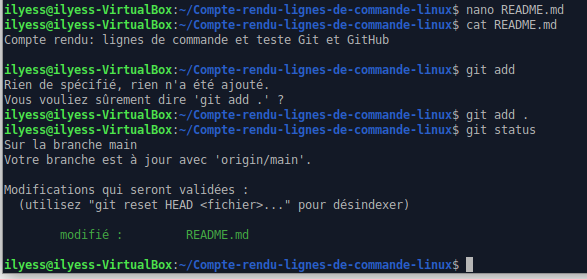 ilyess@ilyess-VirtualBox:~/Compte-rendu-lignes-de-commande-linux$ nano README.md
ilyess@ilyess-VirtualBox:~/Compte-rendu-lignes-de-commande-linux$ cat README.md
Compte rendu: lignes de commande et teste Git et GitHub
ilyess@ilyess-VirtualBox:~/Compte-rendu-lignes-de-commande-linux$ git add
Rien de spécifié, rien n'a été ajouté.
Vous vouliez sûrement dire 'git add .' ?
ilyess@ilyess-VirtualBox:~/Compte-rendu-lignes-de-commande-linux$ git add .
ilyess@ilyess-VirtualBox:~/Compte-rendu-lignes-de-commande-linux$ git status
Sur la branche main
Votre branche est à jour avec 'origin/main'.
Modifications qui seront validées :
(utilisez "git reset HEAD <fichier>..." pour désindexer)
modifié : README.md
ilyess@ilyess-VirtualBox:~/Compte-rendu-lignes-de-commande-linux$